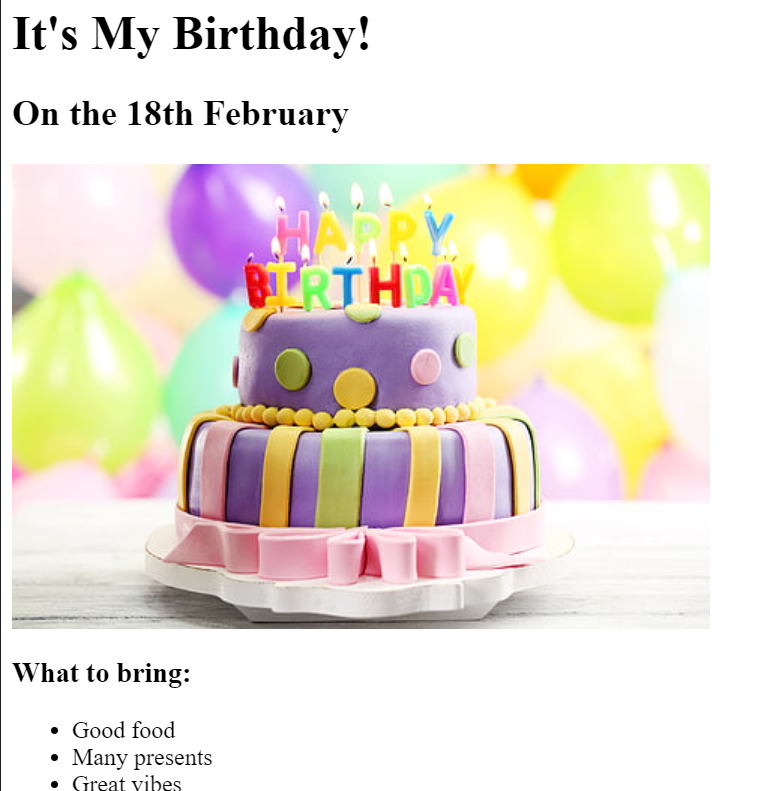 It's My Birthday!
On the 18th February
HAPPY
BIRTHDAY
What to bring:
Good food
Many presents
Great vibes